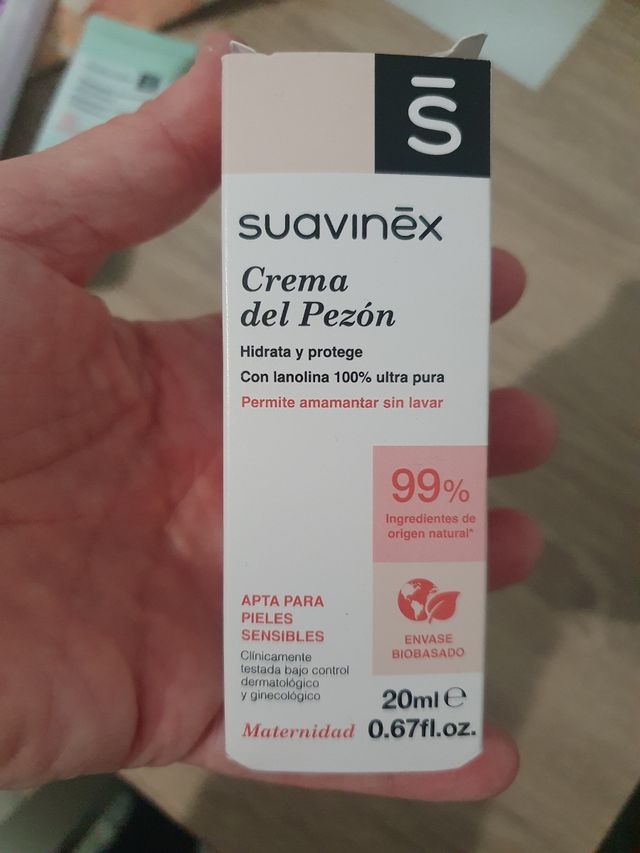 S
suavinēx
Crema
del Pezón
Hidrata y protege
Con lanolina 100% ultra pura
Permite amamantar sin lavar
99%
Ingredientes de
origen natural*
APTA PARA
PIELES
SENSIBLES
Clínicamente
testada bajo control
dermatológico
y ginecológico
ENVASE
BIOBASADO
Maternidad
20ml ℮
0.67fl.oz.